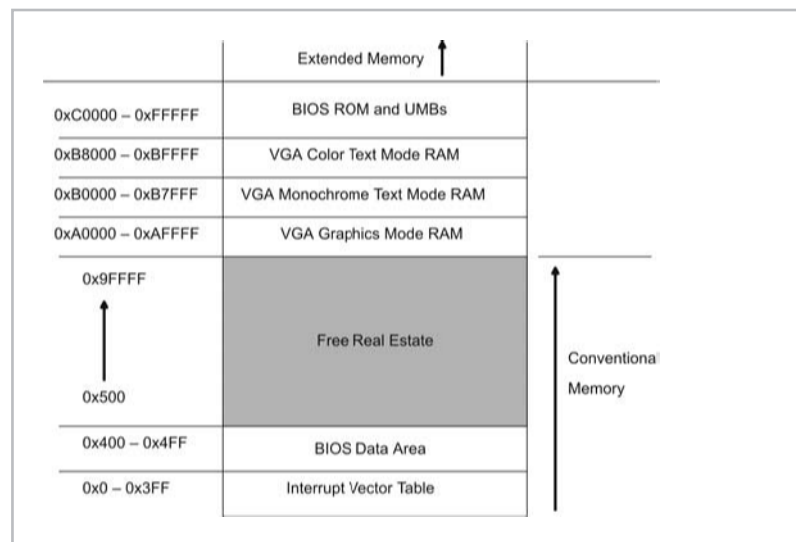 Extended Memory
0xC0000 – 0xFFFFF
BIOS ROM and UMBs
0xB8000 – 0xBFFFF
VGA Color Text Mode RAM
0xB0000 – 0xB7FFF
VGA Monochrome Text Mode RAM
0xA0000 – 0xAFFFF
VGA Graphics Mode RAM
0x9FFFF
Free Real Estate
Conventional
Memory
0x500
0x400 – 0x4FF
BIOS Data Area
0x0 – 0x3FF
Interrupt Vector Table